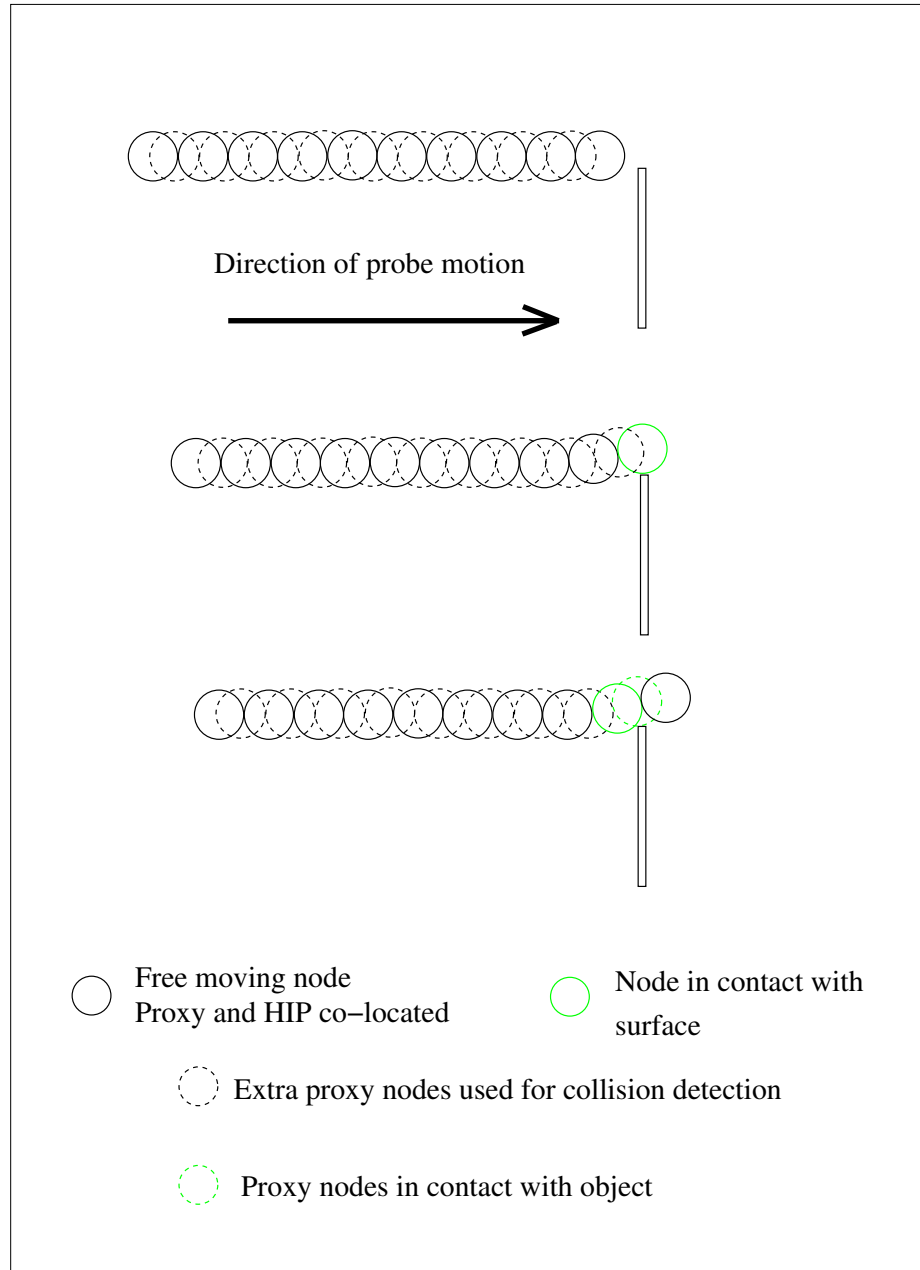 Direction of probe motion
Free moving node
Proxy and HIP co−located
Node in contact with
surface
Extra proxy nodes used for collision detection
Proxy nodes in contact with object